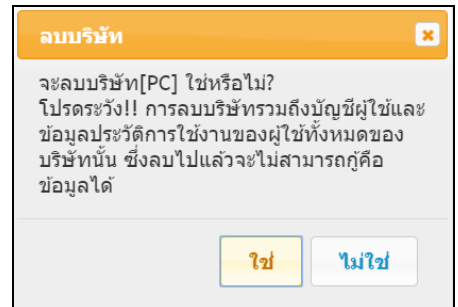 ลบบริษัท
จะลบบริษัท[PC] ใช่หรือไม่?
โปรดระวัง!! การลบบริษัทรวมถึงบัญชีผู้ใช้และ
ข้อมูลประวัติการใช้งานของผู้ใช้ทั้งหมดของ
บริษัทนั้น ซึ่งลบไปแล้วจะไม่สามารถกู้คือ
ข้อมูลได้
ใช่
ไม่ใช่